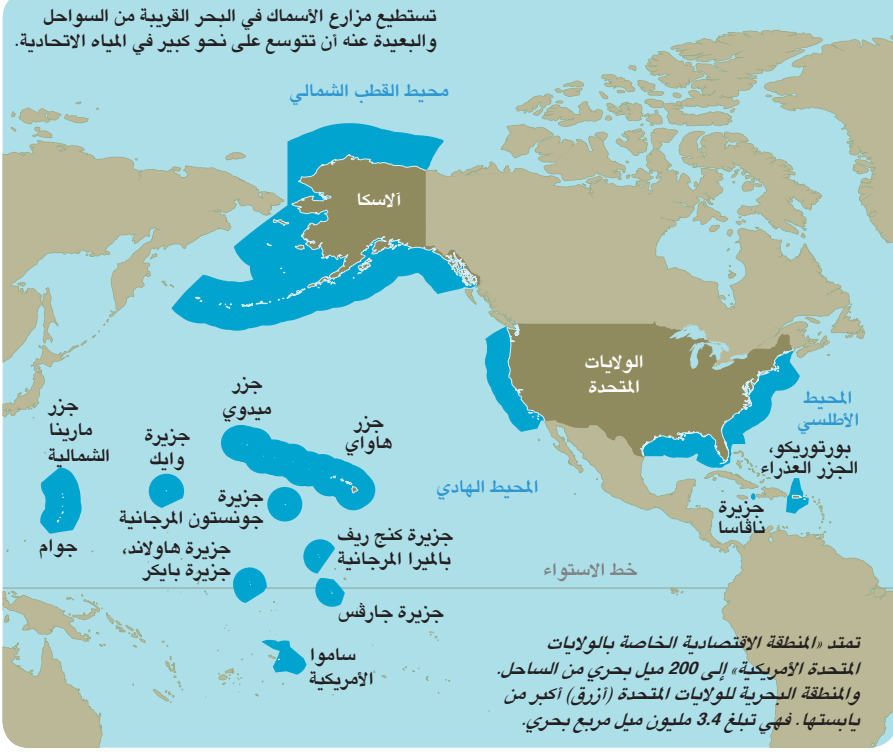 تستطيع مزارع الأسماك في البحر القريبة من السواحل
والبعيدة عنه أن تتوسع على نحو كبير في المياه الاتحادية.
محيط القطب الشمالي
آلاسكا
الولايات
المتحدة
المحيط
الأطلسي
بورتوريكو،
الجزر العذراء
جزيرة
ناڤاسا
جزر
ميدوي
جزر
هاواي
جزر
مارينا
الشمالية
جزيرة
وايك
المحيط الهادي
جزيرة
جونستون المرجانية
جوام
جزيرة كنج ريف
بالميرا المرجانية
جزيرة هاولاند،
جزيرة بايكر
خط الاستواء
جزيرة جارڤس
ساموا
الأمريكية
تمتد «المنطقة الاقتصادية الخاصة بالولايات
المتحدة الأمريكية» إلى 200 ميل بحري من الساحل.
والمنطقة البحرية للولايات المتحدة (أزرق) أكبر من
يابستها. فهي تبلغ 3.4 مليون ميل مربع بحري.